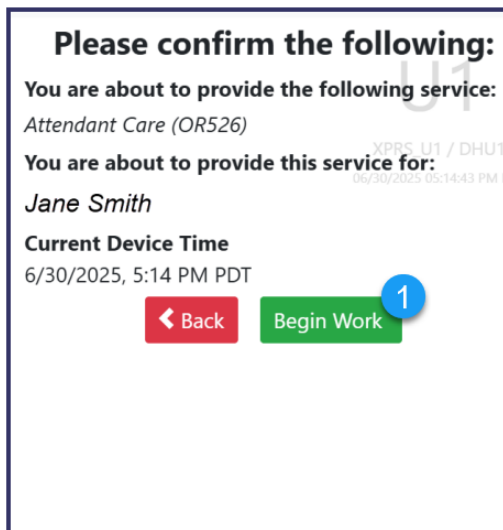 Please confirm the following:
U1
You are about to provide the following service:
Attendant Care (OR526)
XPRS_U1 / DHU1
You are about to provide this service for:
06/30/2025 05:14:43 PM
Jane Smith
Current Device Time
6/30/2025, 5:14 PM PDT
1
Back
Begin Work